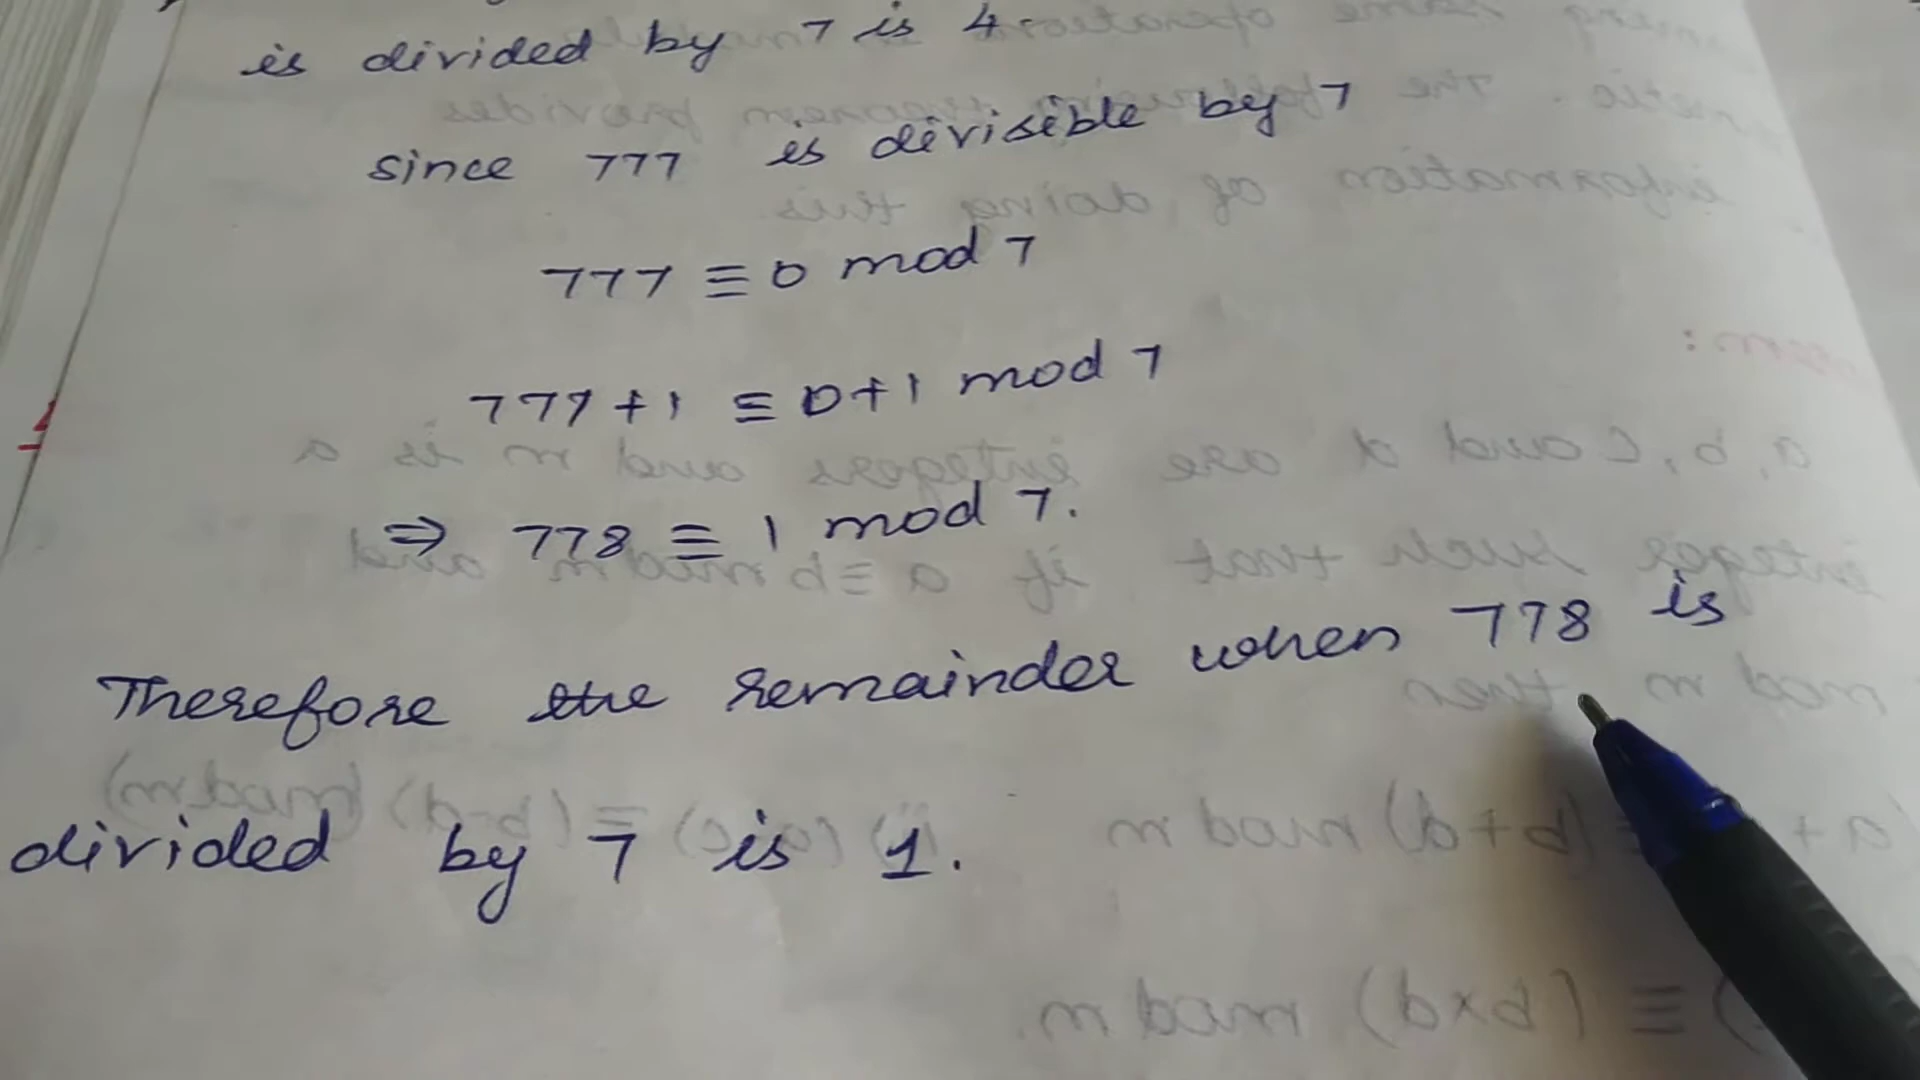 is divided by 7 is 4.
since 777 is divisible by 7
777 ≡ 0 mod 7
777+1 ≡ 0+1 mod 7
⇒ 778 ≡ 1 mod 7.
Therefore the remainder when 778 is
divided by 7 is 1.